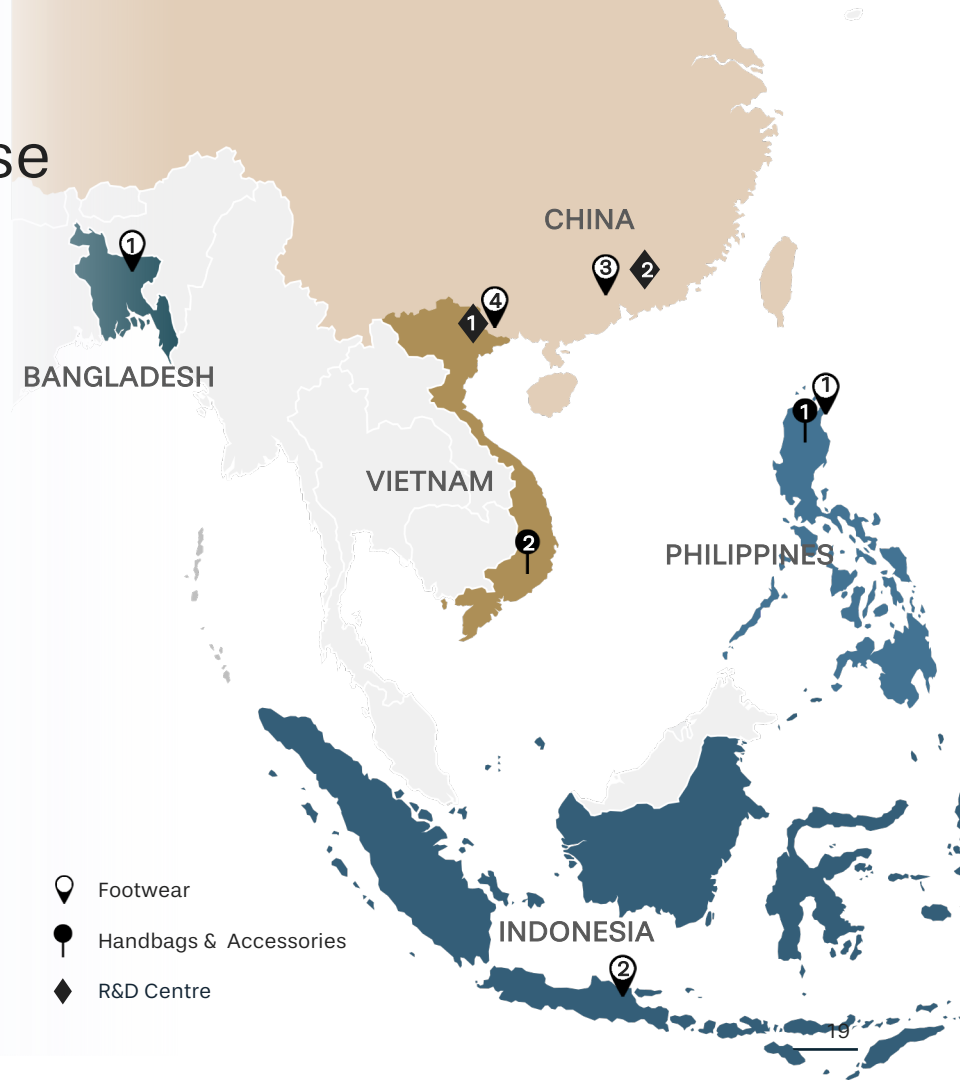 se
CHINA
1
3
2
4
1
BANGLADESH
1
1
VIETNAM
2
PHILIPPINES
Footwear
Handbags & Accessories
INDONESIA
2
R&D Centre
19